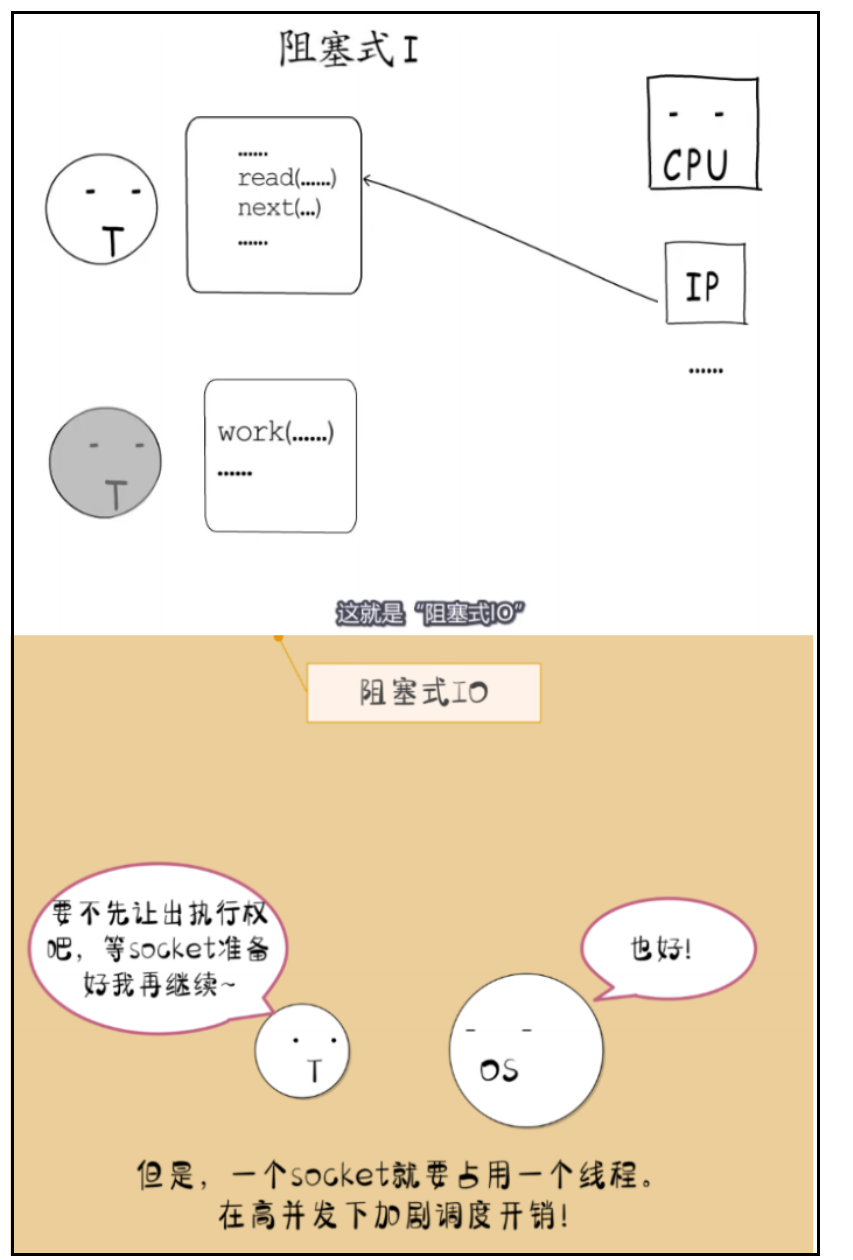 阻塞式I
CPU
......
read(......)
next(...)
......
T
IP
......
work(......)
......
T
这就是“阻塞式IO”
阻塞式IO
要不先让出执行权
吧，等socket准备
好我再继续~
也好!
T
OS
但是，一个socket就要占用一个线程。
在高并发下加剧调度开销!